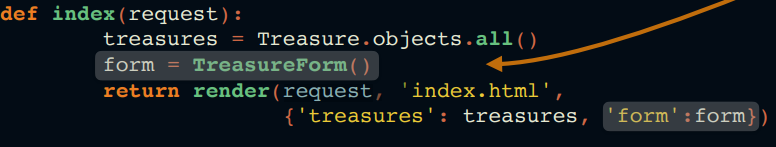 def index(request):
treasures = Treasure.objects.all()
form = TreasureForm()
return render(request, 'index.html',
{'treasures': treasures, 'form':form})